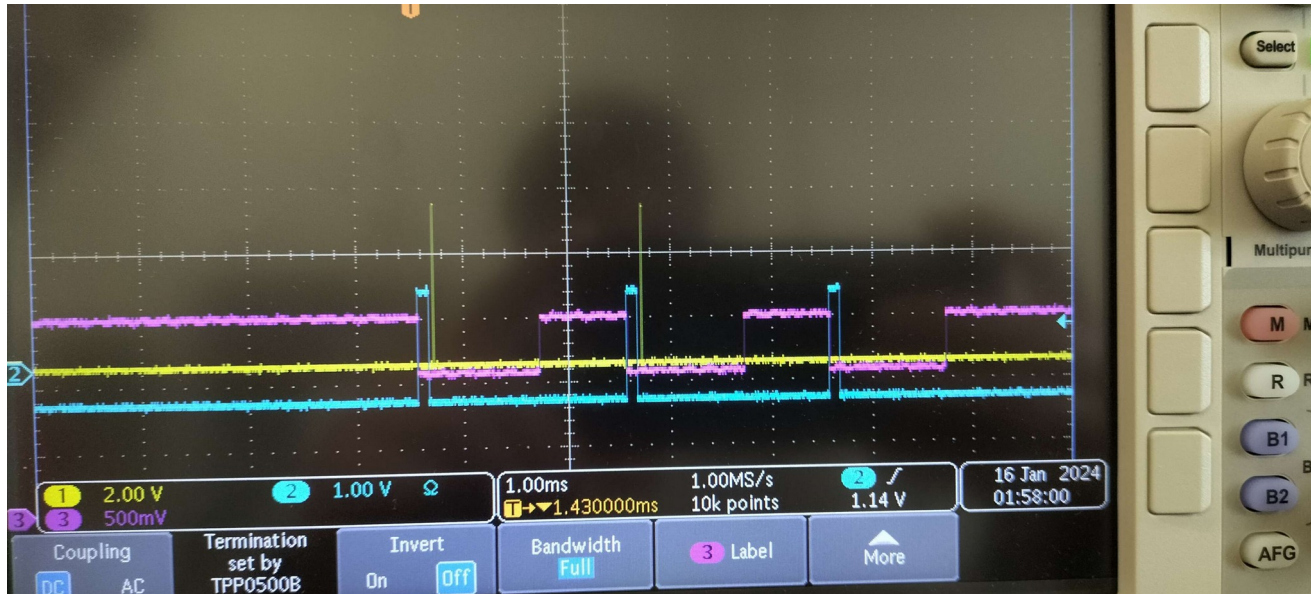 T
Select
Multipur
2
M M
R R
B1
B
B2
AFG
3
1 2.00 V 2 1.00 V Ω
3 500mV
1.00ms 1.00MS/s 2
T→▼1.430000ms 10k points 1.14 V
16 Jan 2024
01:58:00
Coupling
DC AC
Termination
set by
TPP0500B
Invert
On Off
Bandwidth
Full
3 Label
More